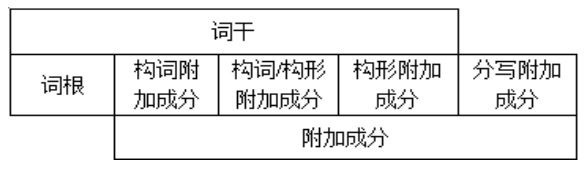 词干
词根
构词附
加成分
构词/构形
附加成分
构形附加
成分
分写附加
成分
附加成分